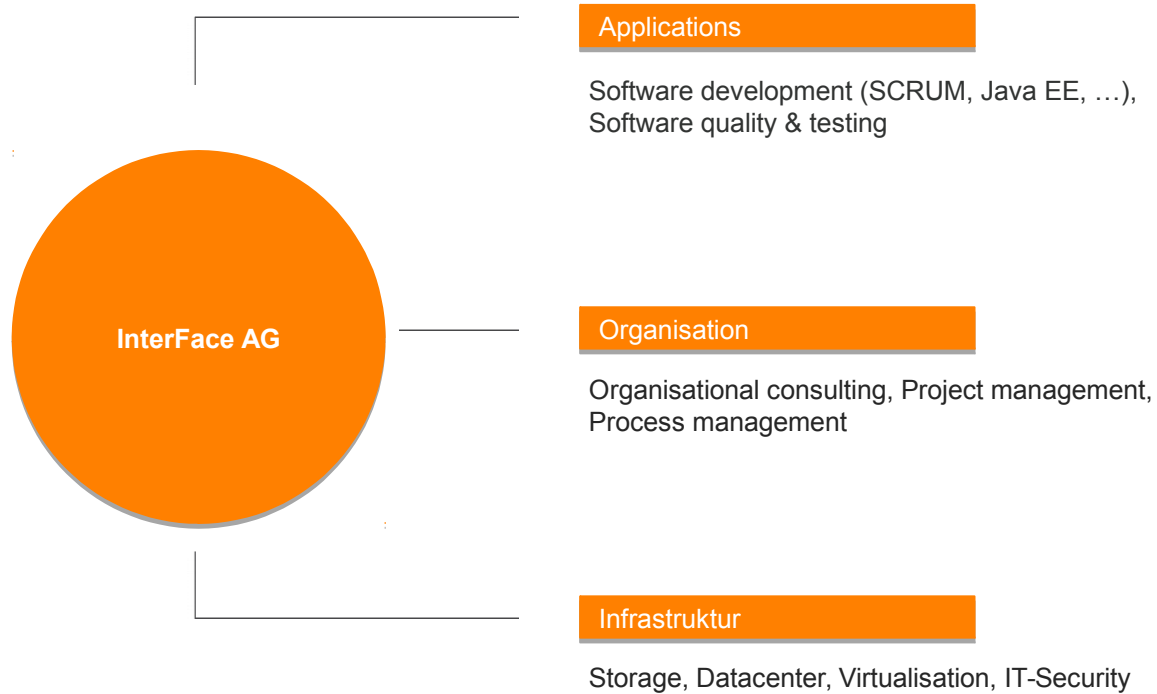 Applications
Software development (SCRUM, Java EE, …),
Software quality & testing
InterFace AG
Organisation
Organisational consulting, Project management,
Process management
Infrastruktur
Storage, Datacenter, Virtualisation, IT-Security